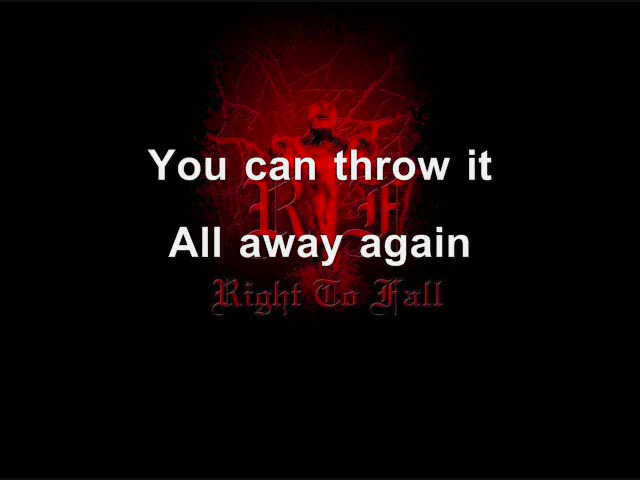 You can throw it
R F
All away again
Right To Fall